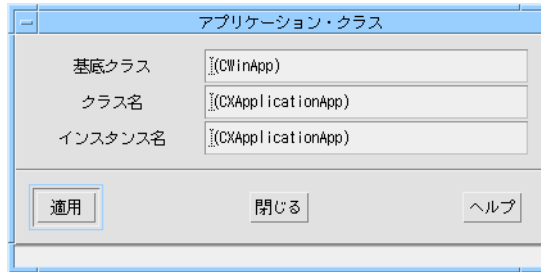 アプリケーション・クラス
基底クラス (CWinApp)
クラス名 (CXApplicationApp)
インスタンス名 (CXApplicationApp)
適用 閉じる ヘルプ